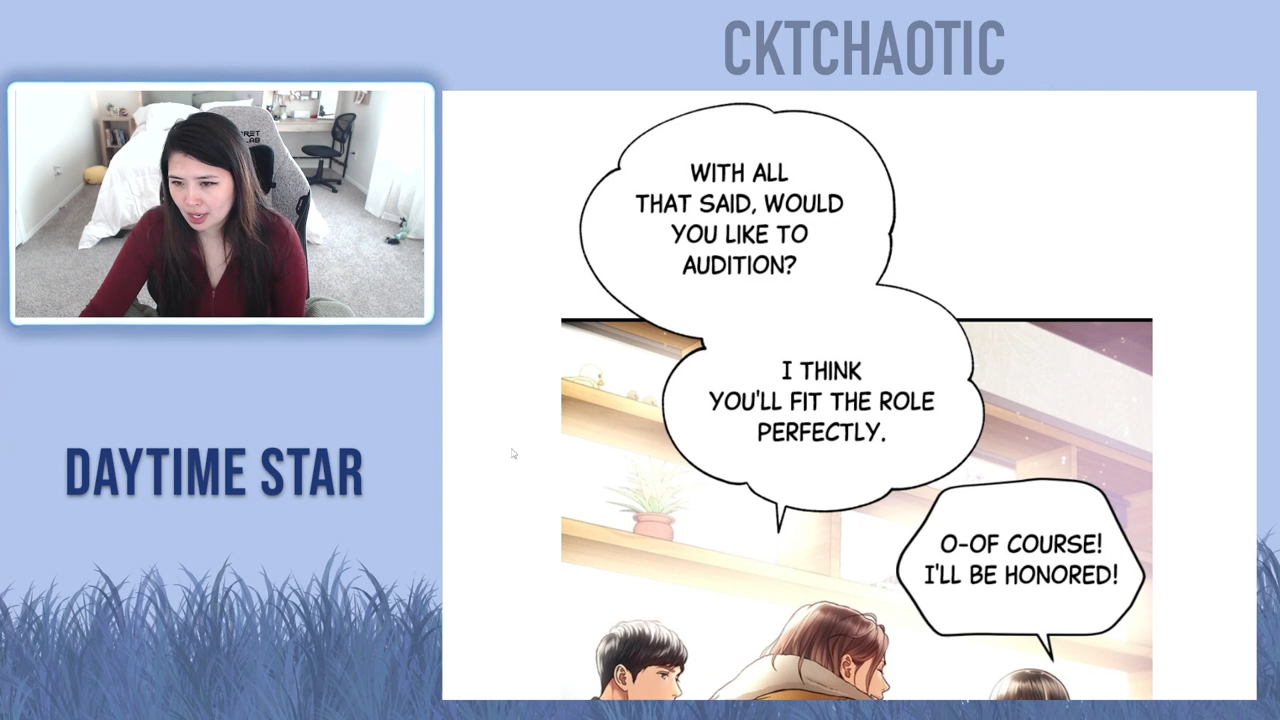 CKTCHAOTIC
WITH ALL
THAT SAID, WOULD
YOU LIKE TO
AUDITION?
I THINK
YOU'LL FIT THE ROLE
PERFECTLY.
O-OF COURSE!
I'LL BE HONORED!
DAYTIME STAR